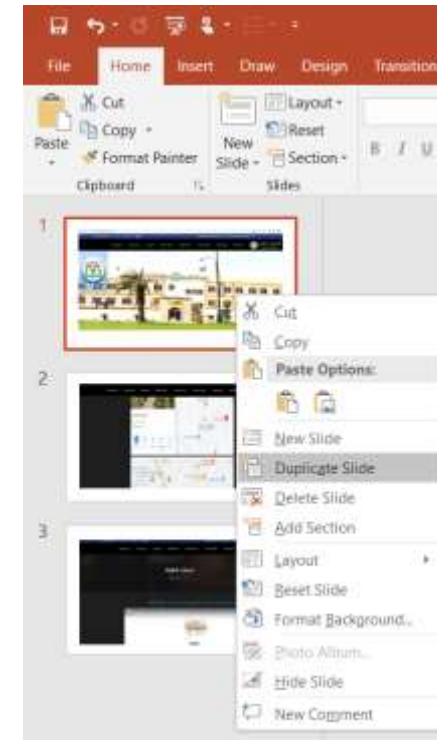 File Home Insert Draw Design Transition
Cut
Copy
Format Painter
Paste
Clipboard
New
Slide
Layout
Reset
Section
Slides
B I U
1
2
3
Cut
Copy
Paste Options:
New Slide
Duplicate Slide
Delete Slide
Add Section
Layout
Reset Slide
Format Background...
Photo Album...
Hide Slide
New Comment